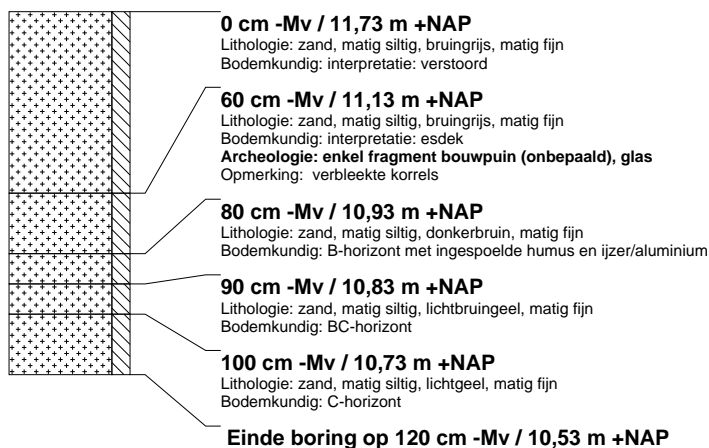 0 cm -Mv / 11,73 m +NAP
Lithologie: zand, matig siltig, bruingrijs, matig fijn
Bodemkundig: interpretatie: verstoord
60 cm -Mv / 11,13 m +NAP
Lithologie: zand, matig siltig, bruingrijs, matig fijn
Bodemkundig: interpretatie: esdek
Archeologie: enkel fragment bouwpuin (onbepaald), glas
Opmerking: verbleekte korrels
80 cm -Mv / 10,93 m +NAP
Lithologie: zand, matig siltig, donkerbruin, matig fijn
Bodemkundig: B-horizont met ingespoelde humus en ijzer/aluminium
90 cm -Mv / 10,83 m +NAP
Lithologie: zand, matig siltig, lichtbruingeel, matig fijn
Bodemkundig: BC-horizont
100 cm -Mv / 10,73 m +NAP
Lithologie: zand, matig siltig, lichtgeel, matig fijn
Bodemkundig: C-horizont
Einde boring op 120 cm -Mv / 10,53 m +NAP